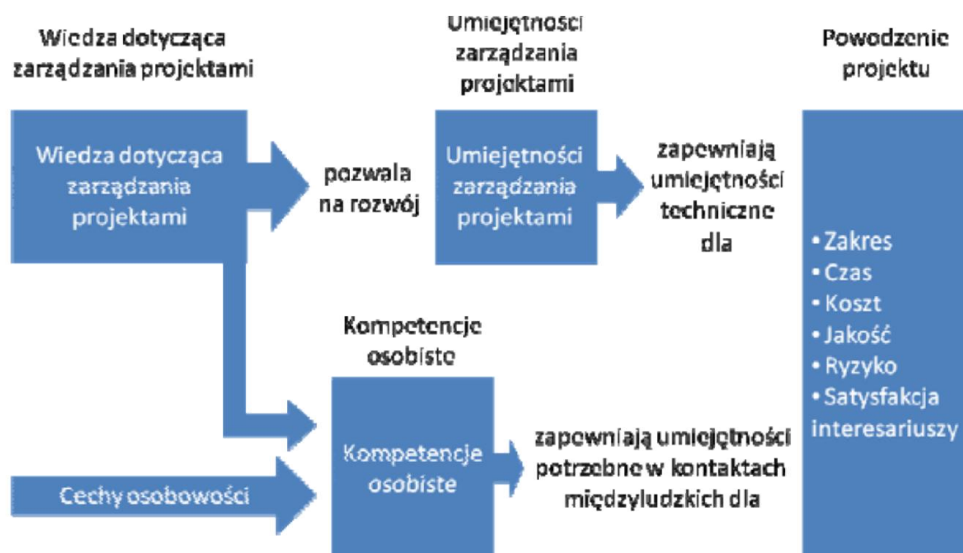 Wiedza dotycząca
zarządzania projektami
Umiejętności
zarządzania
projektami
Powodzenie
projektu
Wiedza dotycząca
zarządzania
projektami
pozwala
na rozwój
Umiejętności
zarządzania
projektami
zapewniają
umiejętności
techniczne
dla
• Zakres
• Czas
• Koszt
• Jakość
• Ryzyko
• Satysfakcja
interesariuszy
Kompetencje
osobiste
Kompetencje
osobiste
zapewniają umiejętności
potrzebne w kontaktach
międzyludzkich dla
Cechy osobowości